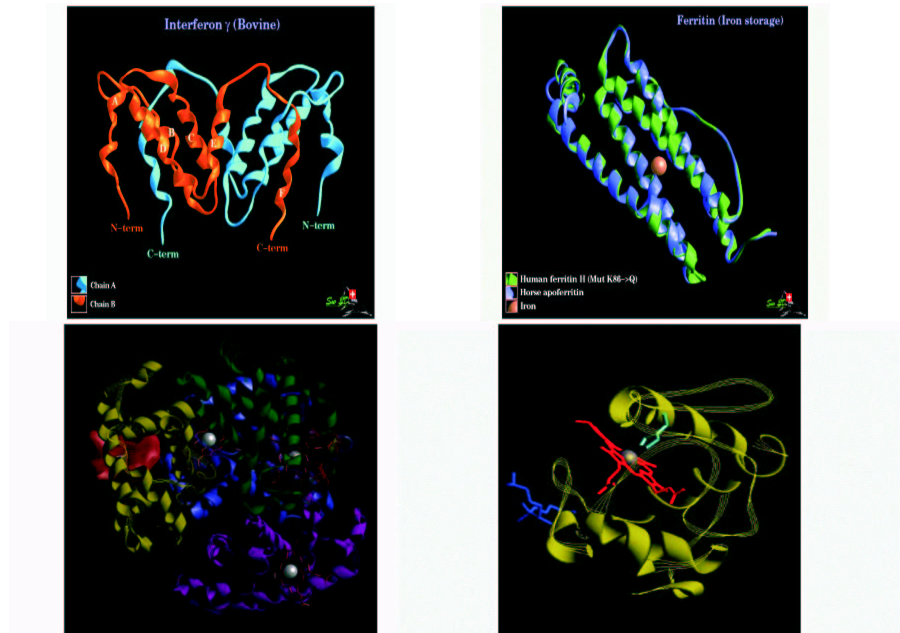 Interferon γ (Bovine)
A
B
D
C
E
F
N-term
C-term
C-term
N-term
Chain A
Chain B
Ferritin (Iron storage)
Human ferritin H (Mut K86->Q)
Horse apoferritin
Iron